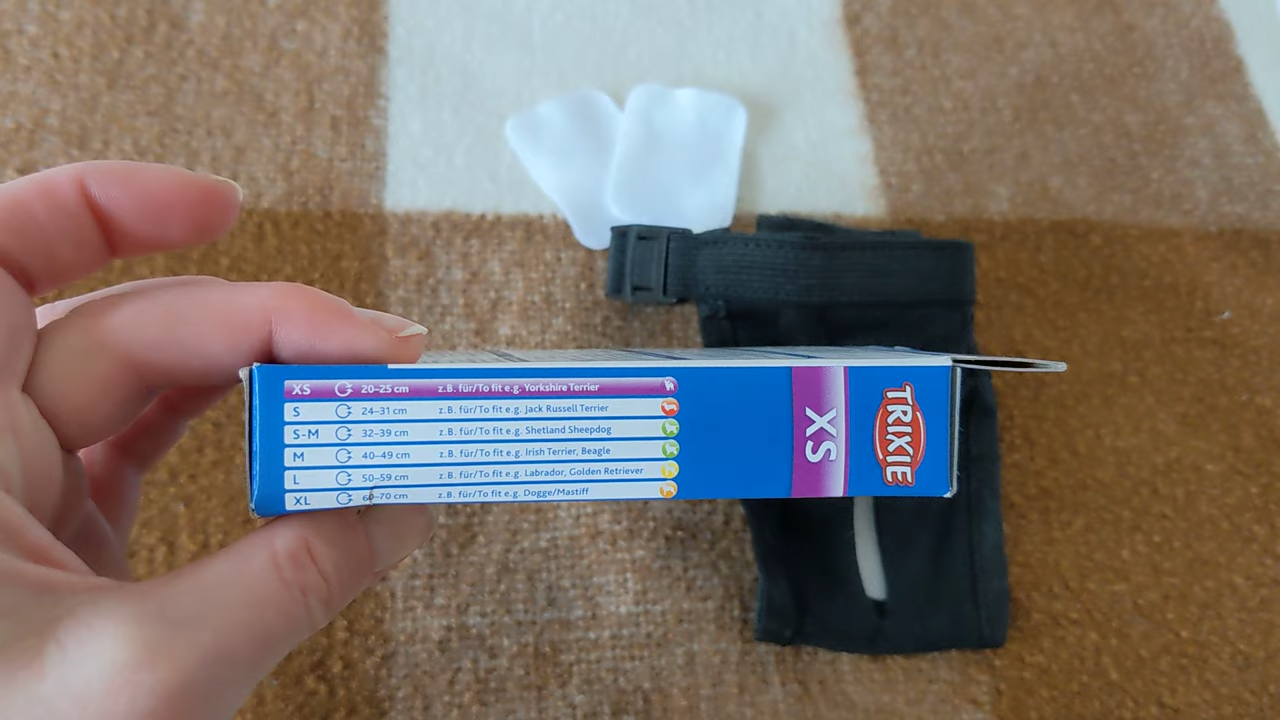 XS 20–25 cm z.B. für/To fit e.g. Yorkshire Terrier
S 24–31 cm z.B. für/To fit e.g. Jack Russell Terrier
S-M 32–39 cm z.B. für/To fit e.g. Shetland Sheepdog
M 40–49 cm z.B. für/To fit e.g. Irish Terrier, Beagle
L 50–59 cm z.B. für/To fit e.g. Labrador, Golden Retriever
XL 60–70 cm z.B. für/To fit e.g. Dogge/Mastiff
XS
TRIXIE